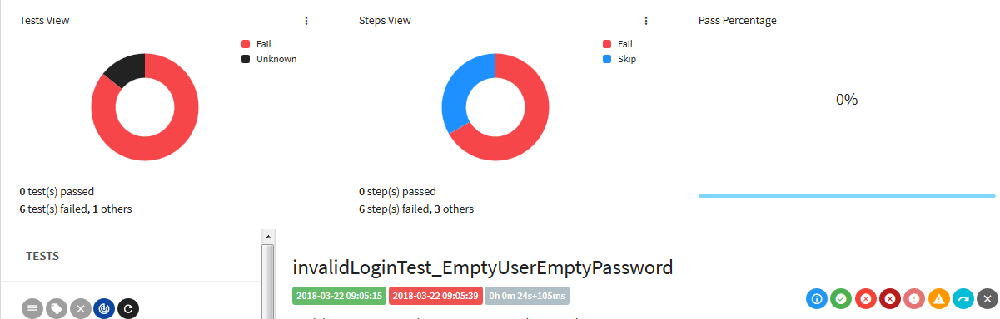 Tests View
Fail
Unknown
0 test(s) passed
6 test(s) failed, 1 others
Steps View
Fail
Skip
0 step(s) passed
6 step(s) failed, 3 others
Pass Percentage
0%
TESTS
invalidLoginTest_EmptyUserEmptyPassword
2018-03-22 09:05:15 2018-03-22 09:05:39 0h 0m 24s+105ms